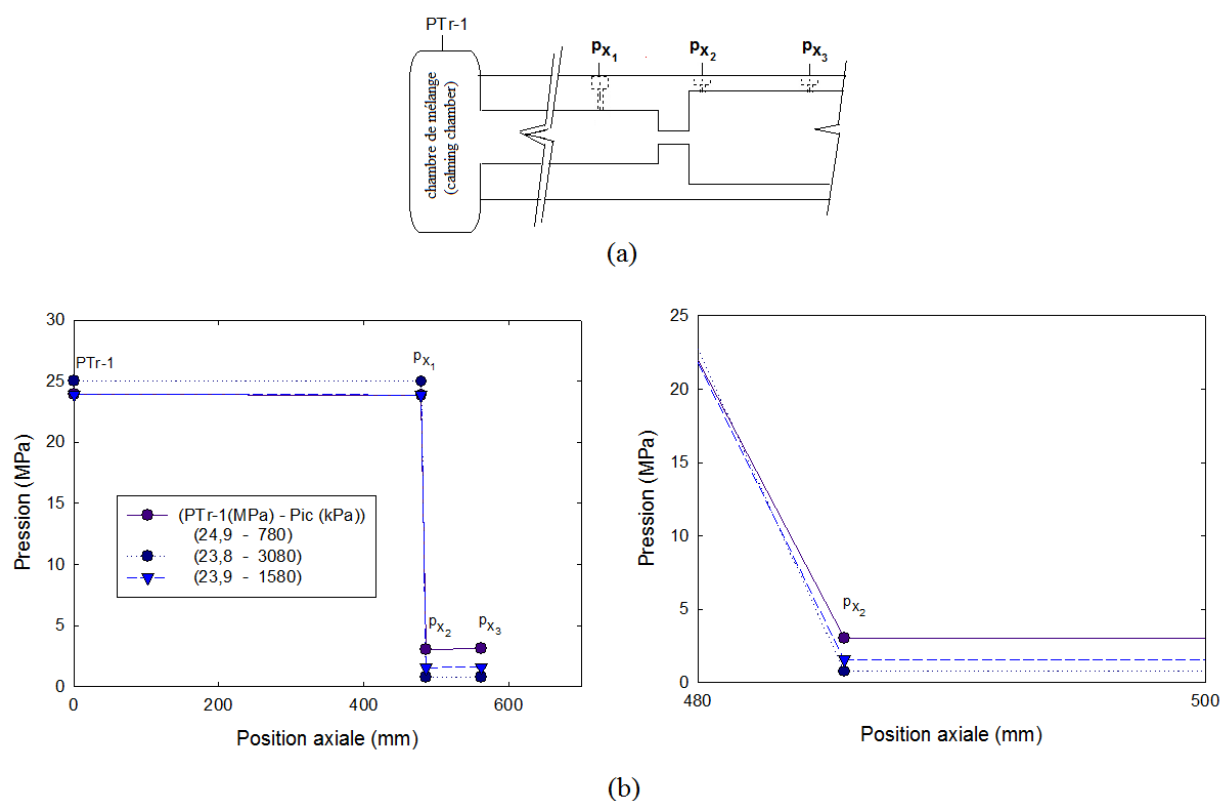 PTr-1
px1 px2 px3
chambre de mélange
(calming chamber)
(a)
30
25
20
15
10
5
0
Pression (MPa)
PTr-1
px1
(PTr-1(MPa) - Pic (kPa))
(24,9 - 780)
(23,8 - 3080)
(23,9 - 1580)
px2 px3
0 200 400 600
Position axiale (mm)
25
20
15
10
5
0
Pression (MPa)
px2
480 500
Position axiale (mm)
(b)